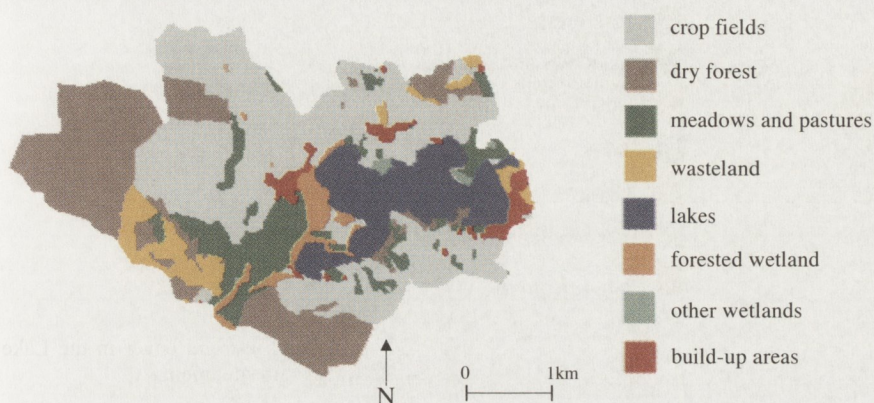 crop fields
dry forest
meadows and pastures
wasteland
lakes
forested wetland
other wetlands
build-up areas
N
0 1km